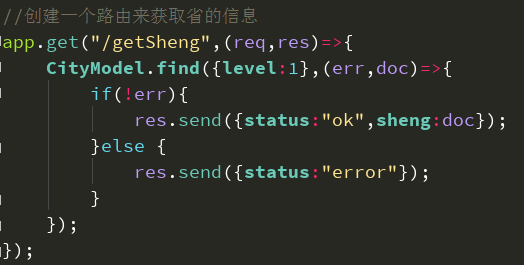 //创建一个路由来获取省的信息
app.get("/getSheng",(req,res)=>{
    CityModel.find({level:1},(err,doc)=>{
        if(!err){
            res.send({status:"ok",sheng:doc});
        }else {
            res.send({status:"error"});
        }
    });
});